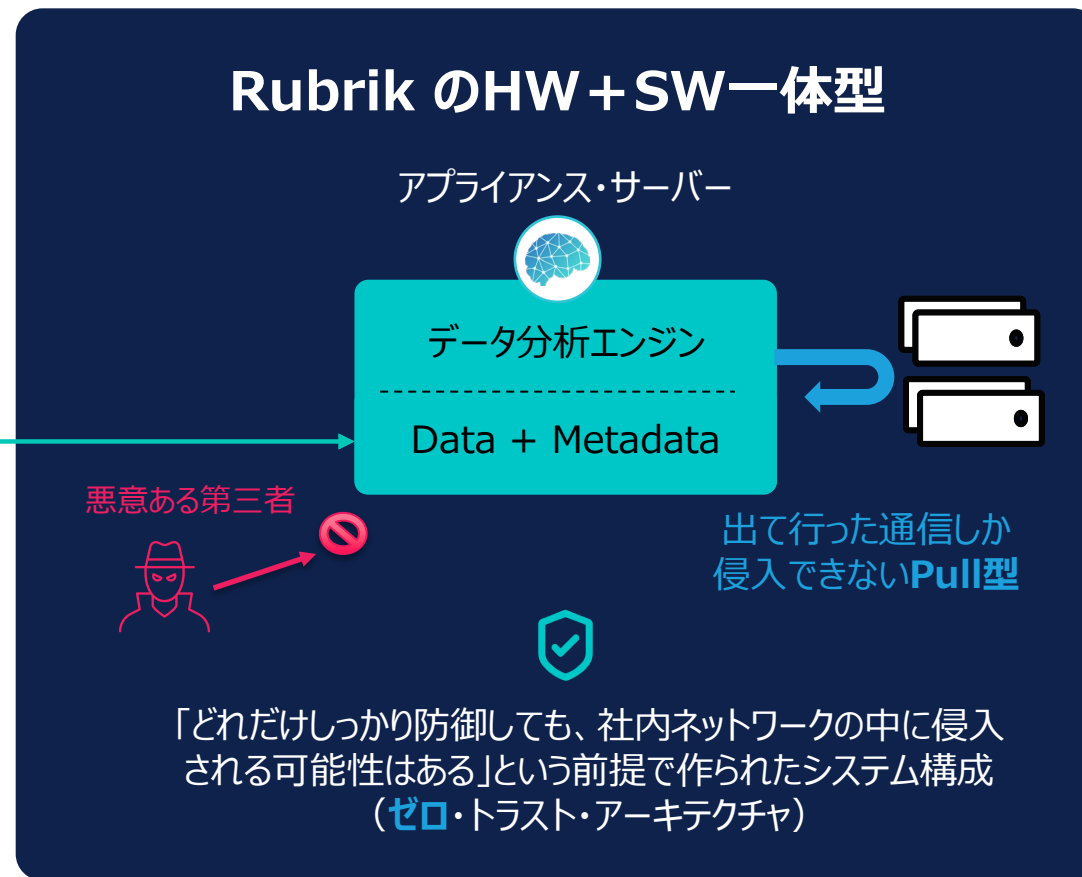 Rubrik のHW＋SW一体型
アプライアンス・サーバー
データ分析エンジン
Data + Metadata
悪意ある第三者
出て行った通信しか
侵入できないPull型
「どれだけしっかり防御しても、社内ネットワークの中に侵入
される可能性はある」という前提で作られたシステム構成
（ゼロ・トラスト・アーキテクチャ）